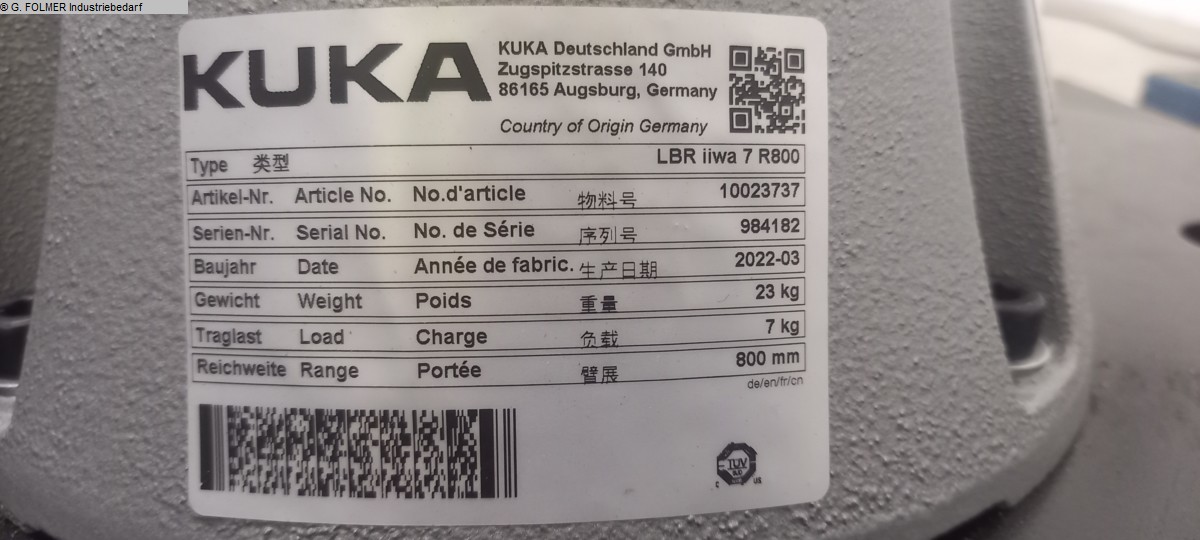 ® G. FOLMER Industriebedarf
KUKA
KUKA Deutschland GmbH
Zugspitzstrasse 140
86165 Augsburg, Germany
Country of Origin Germany
Type 类型 LBR iiwa 7 R800
Artikel-Nr. Article No. No.d'article 物料号 10023737
Serien-Nr. Serial No. No. de Série 序列号 984182
Baujahr Date Année de fabric. 生产日期 2022-03
Gewicht Weight Poids 重量 23 kg
Traglast Load Charge 负载 7 kg
Reichweite Range Portée 臂展 800 mm
de/en/fr/cn
TÜV
c us